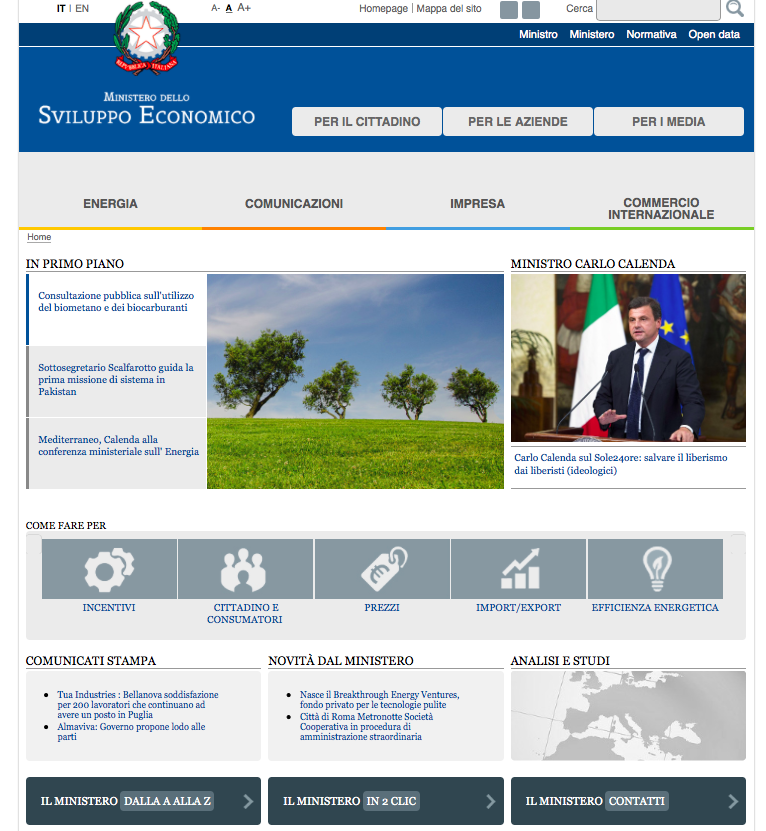 IT | EN
A- A A+
Homepage | Mappa del sito
Cerca
Ministro Ministero Normativa Open data
REPVBBLICA ITALIANA
MINISTERO DELLO
SVILUPPO ECONOMICO
PER IL CITTADINO
PER LE AZIENDE
PER I MEDIA
ENERGIA
COMUNICAZIONI
IMPRESA
COMMERCIO
INTERNAZIONALE
Home
IN PRIMO PIANO
Consultazione pubblica sull'utilizzo
del biometano e dei biocarburanti
Sottosegretario Scalfarotto guida la
prima missione di sistema in
Pakistan
Mediterraneo, Calenda alla
conferenza ministeriale sull' Energia
MINISTRO CARLO CALENDA
Carlo Calenda sul Sole24ore: salvare il liberismo
dai liberisti (ideologici)
COME FARE PER
INCENTIVI
CITTADINO E
CONSUMATORI
PREZZI
IMPORT/EXPORT
EFFICIENZA ENERGETICA
COMUNICATI STAMPA
Tua Industries : Bellanova soddisfazione
per 200 lavoratori che continuano ad
avere un posto in Puglia
Almaviva: Governo propone lodo alle
parti
NOVITÀ DAL MINISTERO
Nasce il Breakthrough Energy Ventures,
fondo privato per le tecnologie pulite
Città di Roma Metronotte Società
Cooperativa in procedura di
amministrazione straordinaria
ANALISI E STUDI
IL MINISTERO DALLA A ALLA Z
IL MINISTERO IN 2 CLIC
IL MINISTERO CONTATTI